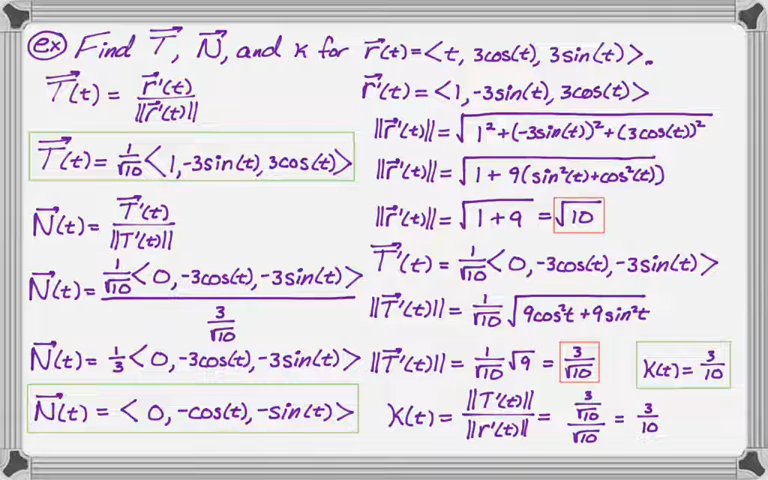 ex Find T⃗, N⃗, and κ for r⃗(t)=<t, 3cos(t), 3sin(t)>.
T⃗(t) = r⃗'(t) / ||r⃗'(t)||
T⃗(t) = 1/√10 <1, -3sin(t), 3cos(t)>
N⃗(t) = T⃗'(t) / ||T'(t)||
N⃗(t) = 1/√10 <0, -3cos(t), -3sin(t)> / 3/√10
N⃗(t) = 1/3 <0, -3cos(t), -3sin(t)>
N⃗(t) = <0, -cos(t), -sin(t)>
r⃗'(t) = <1, -3sin(t), 3cos(t)>
||r⃗'(t)|| = √(1² + (-3sin(t))² + (3cos(t))²)
||r⃗'(t)|| = √(1 + 9(sin²(t)+cos²(t)))
||r⃗'(t)|| = √(1+9) = √10
T⃗'(t) = 1/√10 <0, -3cos(t), -3sin(t)>
||T⃗'(t)|| = 1/√10 √(9cos²t + 9sin²t)
||T⃗'(t)|| = 1/√10 √9 = 3/√10
κ(t) = 3/10
κ(t) = ||T'(t)|| / ||r'(t)|| = 3/√10 / √10 = 3/10